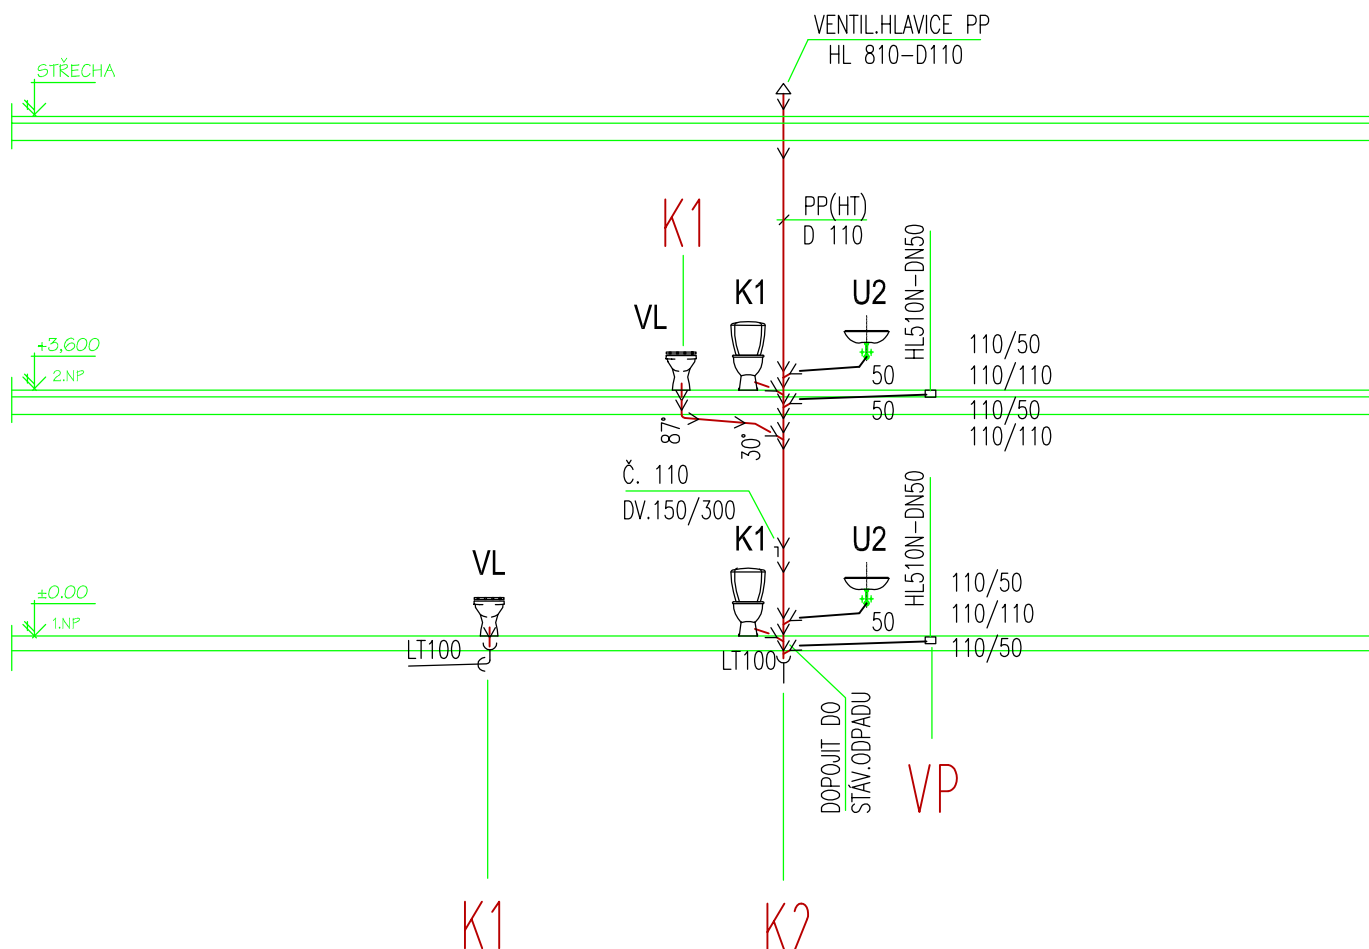 VENTIL.HLAVICE PP
HL 810-D110
STŘECHA
K1
PP(HT)
D 110
HL510N-DN50
K1
U2
VL
+3,600
2.NP
110/50
110/110
50
50
110/50
110/110
87°
30°
Č. 110
DV.150/300
HL510N-DN50
K1
U2
VL
±0.00
1.NP
110/50
110/110
50
110/50
LT100
LT100
DOPOJIT DO
STÁV.ODPADU
VP
K1
K2